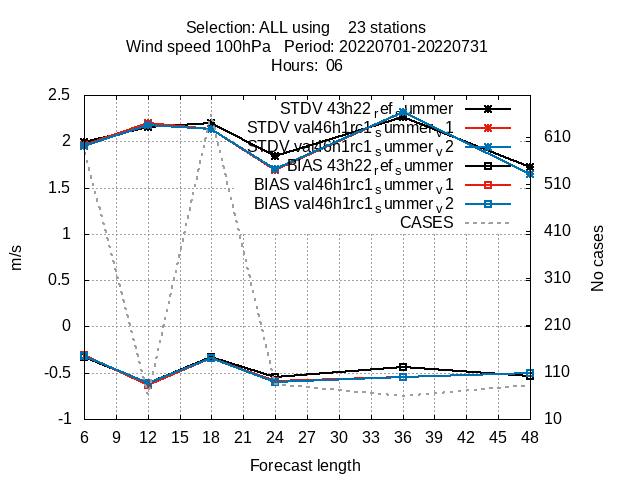 Selection: ALL using 23 stations
Wind speed 100hPa Period: 20220701-20220731
Hours: 06
STDV 43h22_ref_summer
STDV val46h1rc1_summer_v1
STDV val46h1rc1_summer_v2
BIAS 43h22_ref_summer
BIAS val46h1rc1_summer_v1
BIAS val46h1rc1_summer_v2
CASES
2.5
2
1.5
1
0.5
0
-0.5
-1
m/s
610
510
410
310
210
110
10
No cases
6 9 12 15 18 21 24 27 30 33 36 39 42 45 48
Forecast length